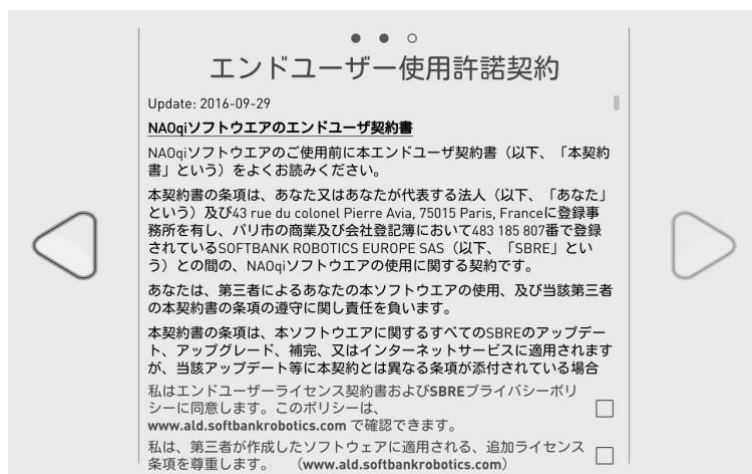 エンドユーザー使用許諾契約
Update: 2016-09-29
NAOqiソフトウエアのエンドユーザ契約書
NAOqiソフトウエアのご使用前に本エンドユーザ契約書（以下、「本契約
書」という）をよくお読みください。
本契約書の条項は、あなた又はあなたが代表する法人（以下、「あなた」
という）及び43 rue du colonel Pierre Avia, 75015 Paris, Franceに登録事
務所を有し、パリ市の商業及び会社登記簿において483 185 807番で登録
されているSOFTBANK ROBOTICS EUROPE SAS（以下、「SBRE」とい
う）との間の、NAOqiソフトウエアの使用に関する契約です。
あなたは、第三者によるあなたの本ソフトウエアの使用、及び当該第三者
の本契約書の条項の遵守に関し責任を負います。
本契約書の条項は、本ソフトウエアに関するすべてのSBREのアップデー
ト、アップグレード、補完、又はインターネットサービスに適用されます
が、当該アップデート等に本契約とは異なる条項が添付されている場合
私はエンドユーザーライセンス契約書およびSBREプライバシーポリ
シーに同意します。このポリシーは、
www.ald.softbankrobotics.com で確認できます。
私は、第三者が作成したソフトウェアに適用される、追加ライセンス
条項を尊重します。 （www.ald.softbankrobotics.com）